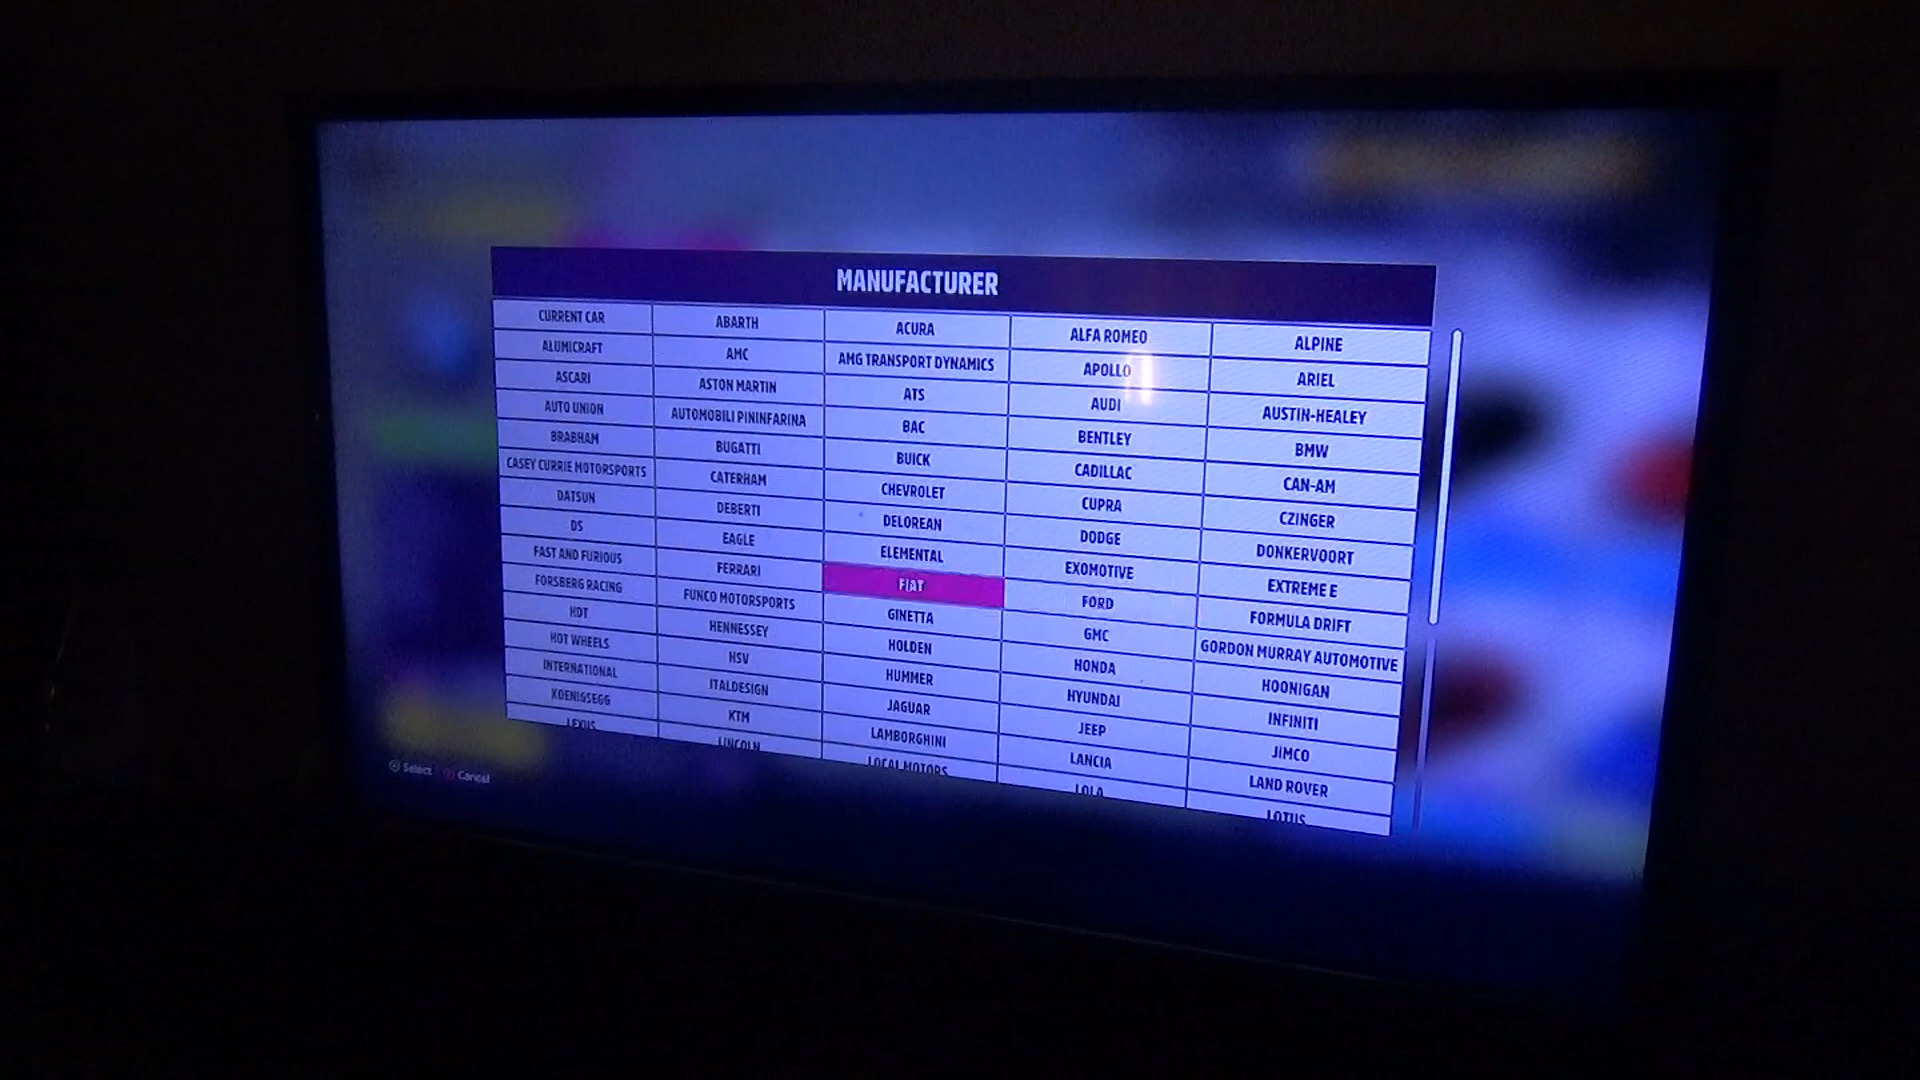 MANUFACTURER
CURRENT CAR ABARTH ACURA ALFA ROMEO ALPINE
ALUMICRAFT AMC AMG TRANSPORT DYNAMICS APOLLO ARIEL
ASCARI ASTON MARTIN ATS AUDI AUSTIN-HEALEY
AUTO UNION AUTOMOBILI PININFARINA BAC BENTLEY BMW
BRABHAM BUGATTI BUICK CADILLAC CAN-AM
CASEY CURRIE MOTORSPORTS CATERHAM CHEVROLET CUPRA CZINGER
DATSUN DEBERTI DELOREAN DODGE DONKERVOORT
DS EAGLE ELEMENTAL EXOMOTIVE EXTREME E
FAST AND FURIOUS FERRARI FIAT FORD FORMULA DRIFT
FORSBERG RACING FUNCO MOTORSPORTS GINETTA GMC GORDON MURRAY AUTOMOTIVE
HDT HENNESSEY HOLDEN HONDA HOONIGAN
HOT WHEELS HSV HUMMER HYUNDAI INFINITI
INTERNATIONAL ITALDESIGN JAGUAR JEEP JIMCO
KOENIGSEGG KTM LAMBORGHINI LANCIA LAND ROVER
LEXUS LINCOLN LOCAL MOTORS LOLA LOTUS
Select Cancel